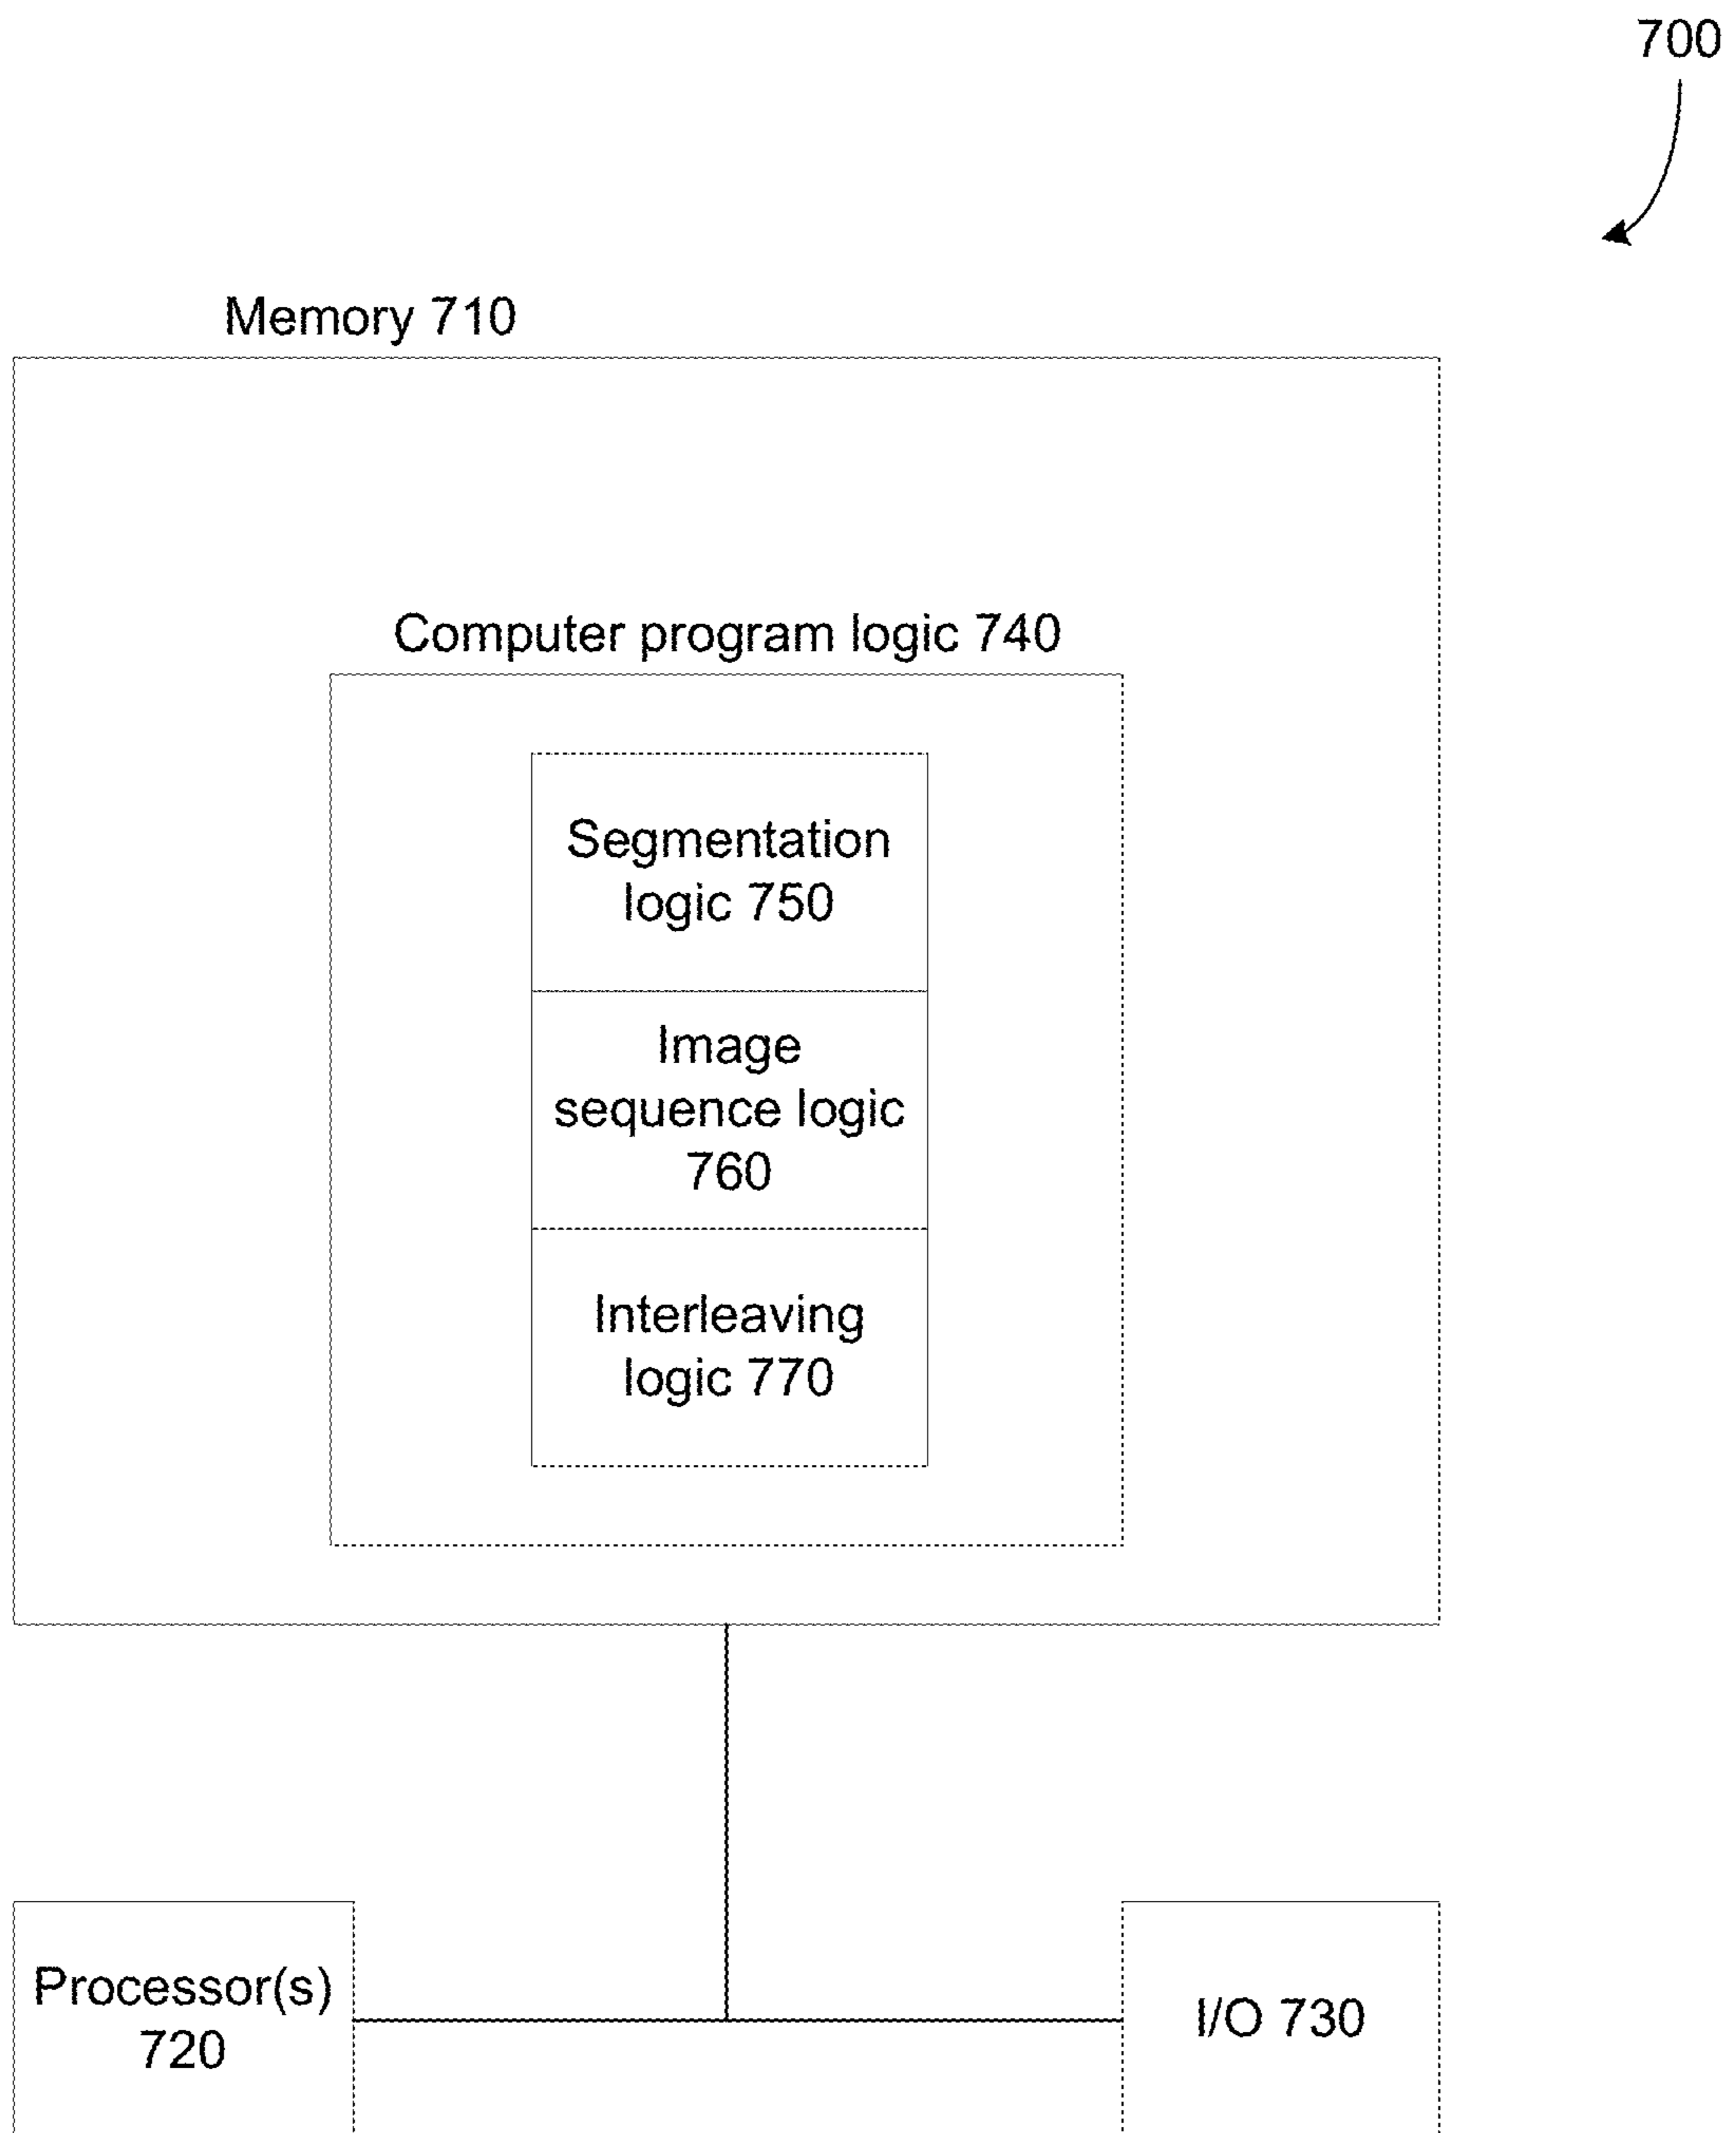 700
Memory 710
Computer program logic 740
Segmentation
logic 750
Image
sequence logic
760
Interleaving
logic 770
Processor(s)
720
I/O 730